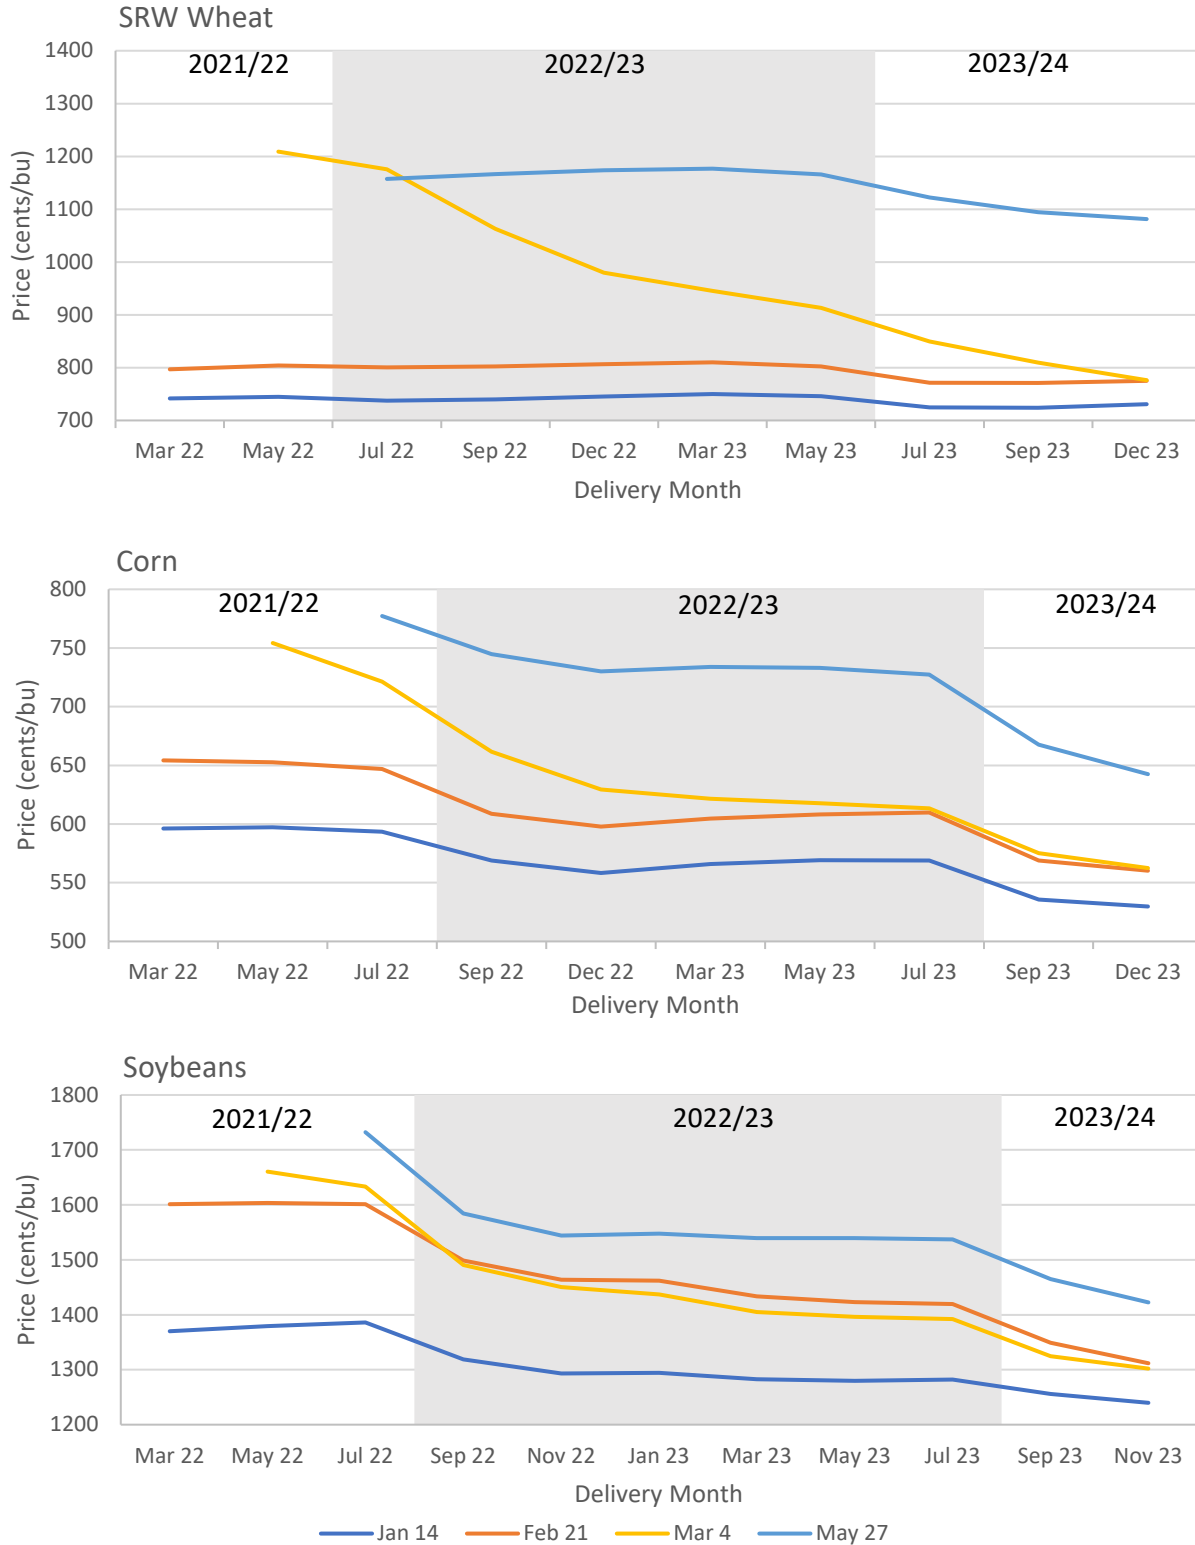 SRW Wheat
1400
2021/22
2022/23
2023/24
1300
1200
1100
1000
900
800
700
Price (cents/bu)
Mar 22
May 22
Jul 22
Sep 22
Dec 22
Mar 23
May 23
Jul 23
Sep 23
Dec 23
Delivery Month
Corn
800
2021/22
2022/23
2023/24
750
700
650
600
550
500
Price (cents/bu)
Mar 22
May 22
Jul 22
Sep 22
Dec 22
Mar 23
May 23
Jul 23
Sep 23
Dec 23
Delivery Month
Soybeans
1800
2021/22
2022/23
2023/24
1700
1600
1500
1400
1300
1200
Price (cents/bu)
Mar 22
May 22
Jul 22
Sep 22
Nov 22
Jan 23
Mar 23
May 23
Jul 23
Sep 23
Nov 23
Delivery Month
Jan 14
Feb 21
Mar 4
May 27